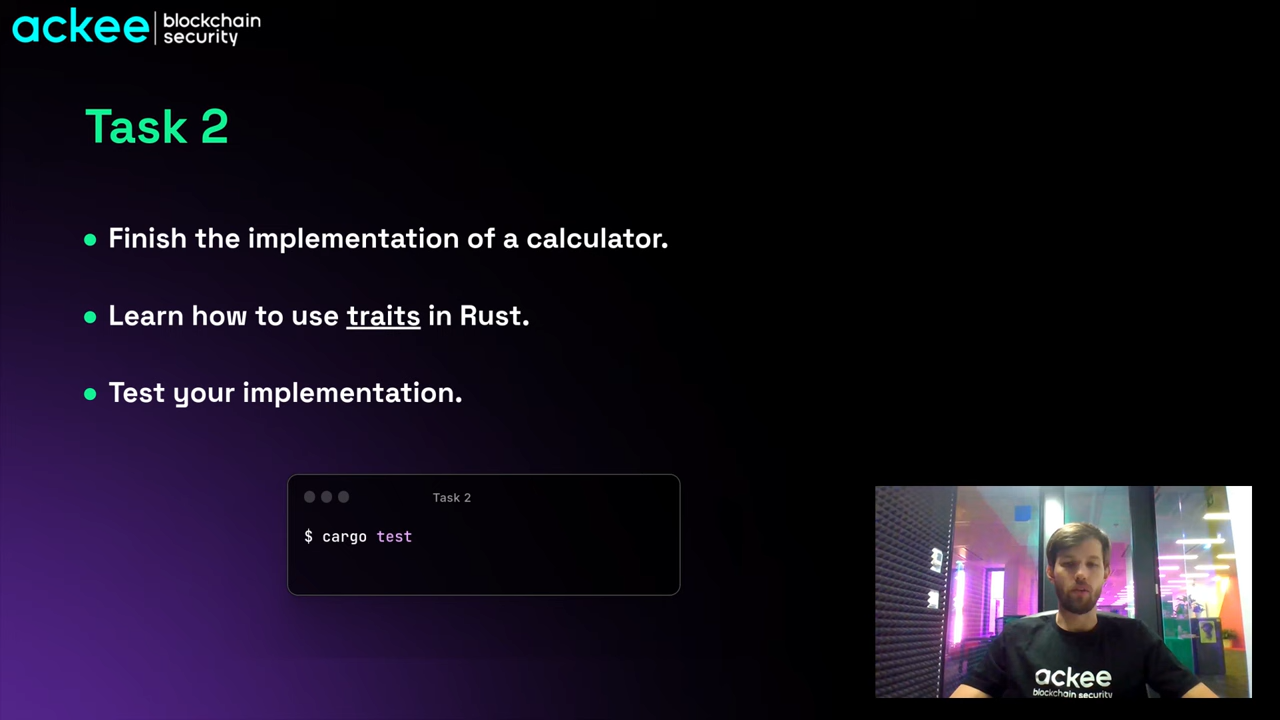 ackee blockchain
security
Task 2
Finish the implementation of a calculator.
Learn how to use traits in Rust.
Test your implementation.
Task 2
$ cargo test
ackee
blockchain security